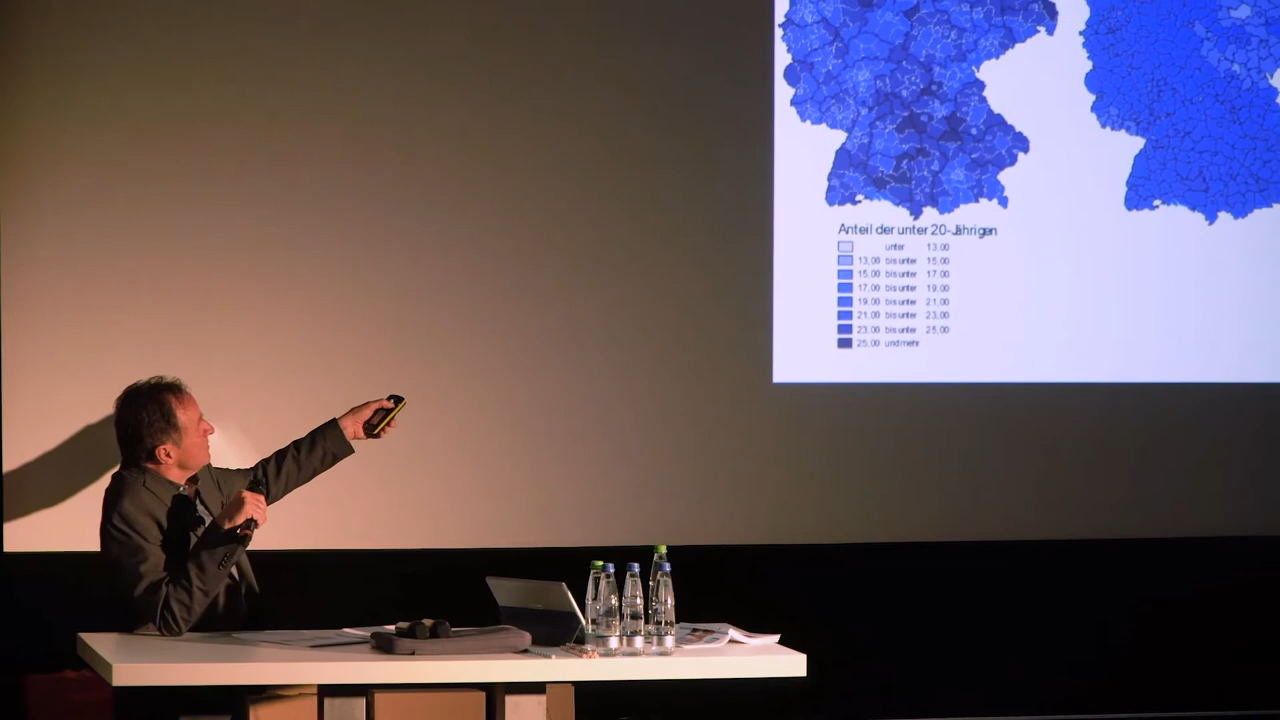 Anteil der unter 20-Jährigen
unter 13,00
13,00 bis unter 15,00
15,00 bis unter 17,00
17,00 bis unter 19,00
19,00 bis unter 21,00
21,00 bis unter 23,00
23,00 bis unter 25,00
25,00 und mehr